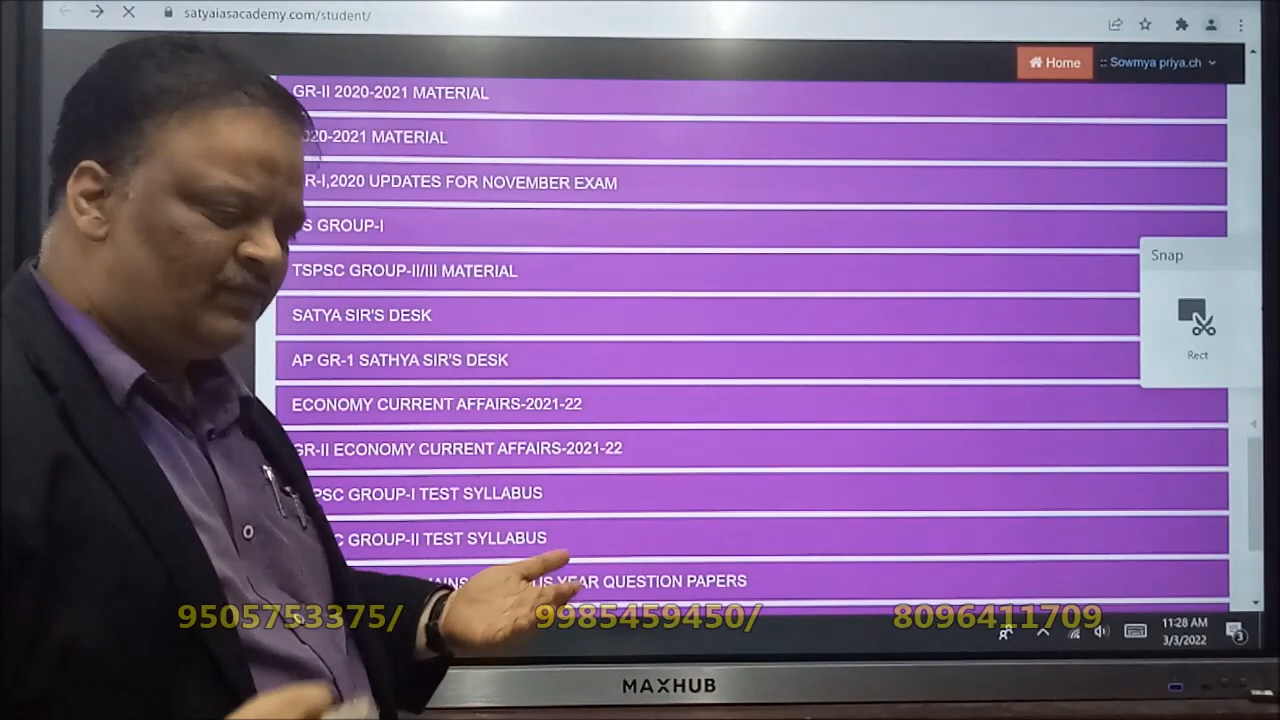 satyaiasacademy.com/student/
Home
:: Sowmya priya.ch
GR-II 2020-2021 MATERIAL
020-2021 MATERIAL
R-I,2020 UPDATES FOR NOVEMBER EXAM
S GROUP-I
TSPSC GROUP-II/III MATERIAL
SATYA SIR'S DESK
AP GR-1 SATHYA SIR'S DESK
ECONOMY CURRENT AFFAIRS-2021-22
GR-II ECONOMY CURRENT AFFAIRS-2021-22
PSC GROUP-I TEST SYLLABUS
C GROUP-II TEST SYLLABUS
YEAR QUESTION PAPERS
Snap
Rect
9505753375/ 9985459450/ 8096411709
11:28 AM
3/3/2022
3
MAXHUB